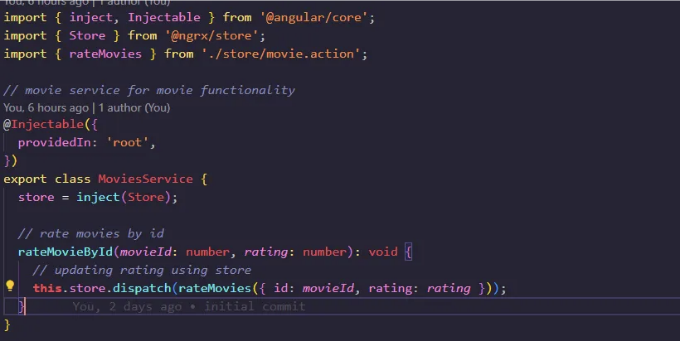 You, 6 hours ago | 1 author (You)
import { inject, Injectable } from '@angular/core';
import { Store } from '@ngrx/store';
import { rateMovies } from './store/movie.action';
// movie service for movie functionality
You, 6 hours ago | 1 author (You)
@Injectable({
  providedIn: 'root',
})
export class MoviesService {
  store = inject(Store);
  // rate movies by id
  rateMovieById(movieId: number, rating: number): void {
    // updating rating using store
    this.store.dispatch(rateMovies({ id: movieId, rating: rating }));
  } You, 2 days ago • initial commit
}